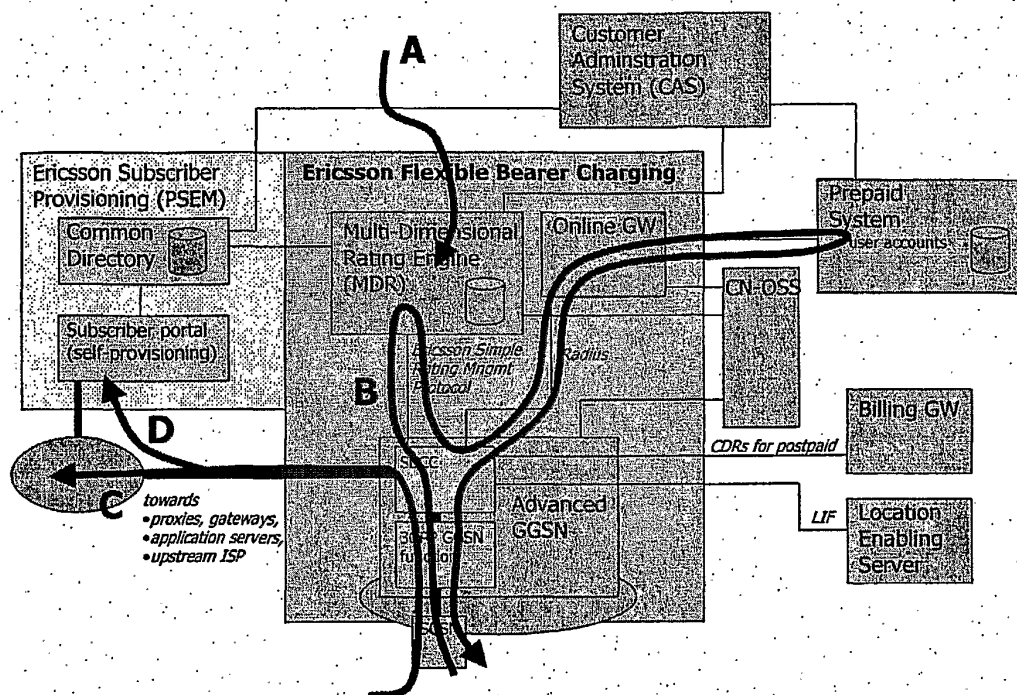 A
Customer
Adminstration
System (CAS)
Ericsson Subscriber
Provisioning (PSEM)
Ericsson Flexible Bearer Charging
Common
Directory
Multi-Dimensional
Rating Engine
(MDR)
Online GW
Prepaid
System
user accounts
CN-OSS
Subscriber portal
(self-provisioning)
Ericsson Simple
Rating Mngmt
Protocol
Radius
B
D
Billing GW
CDRs for postpaid
C
towards
•proxies, gateways,
•application servers,
•upstream ISP
Advanced
GGSN
function
LIF
Location
Enabling
Server